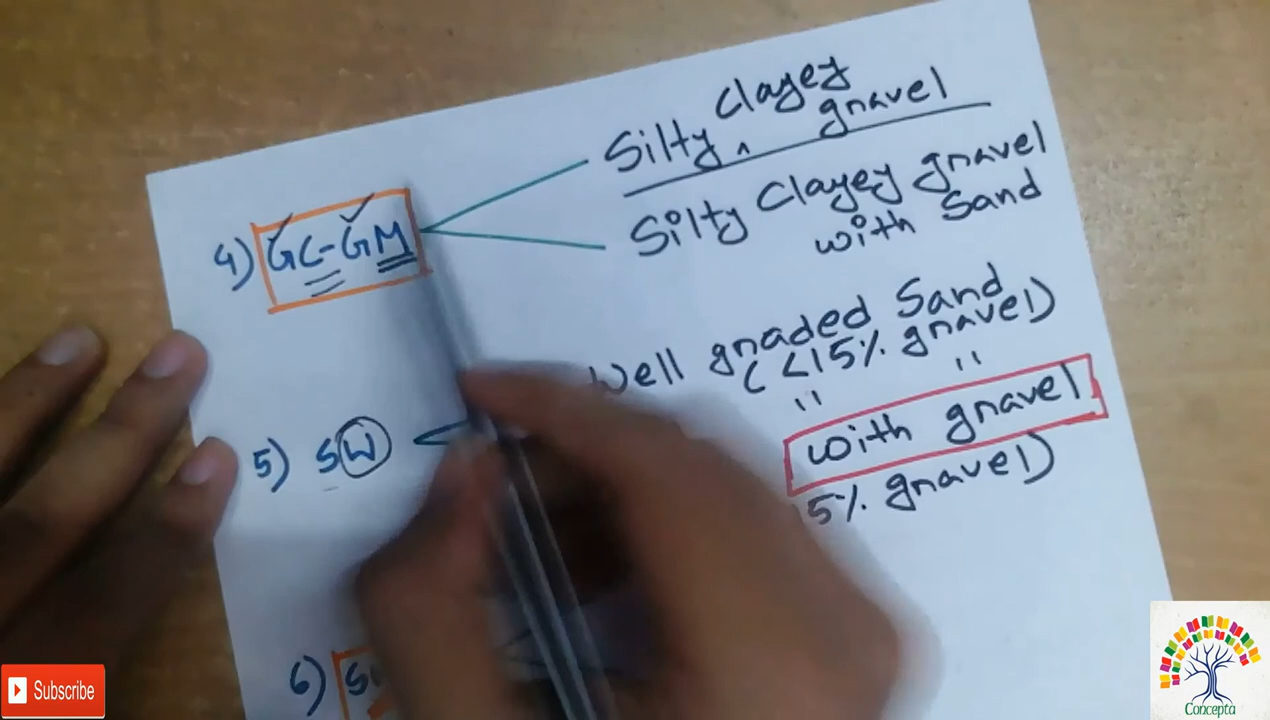 clayey
Silty ^ gravel
4) GC-GM
Silty Clayey gravel
with Sand
Well graded Sand
(<15% gravel)
" "
5) SW
with gravel
5% gravel)
6)
Subscribe
Concepta